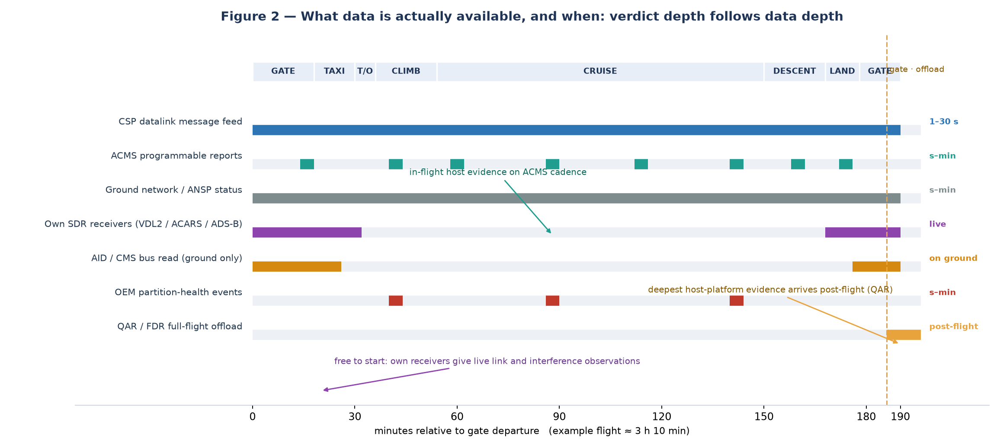 Figure 2 — What data is actually available, and when: verdict depth follows data depth
GATE TAXI T/O CLIMB CRUISE DESCENT LAND GATE gate · offload
CSP datalink message feed 1–30 s
ACMS programmable reports s–min
in-flight host evidence on ACMS cadence
Ground network / ANSP status s–min
Own SDR receivers (VDL2 / ACARS / ADS-B) live
AID / CMS bus read (ground only) on ground
deepest host-platform evidence arrives post-flight (QAR)
OEM partition-health events s–min
QAR / FDR full-flight offload post-flight
free to start: own receivers give live link and interference observations
0 30 60 90 120 150 180 190
minutes relative to gate departure (example flight ≈ 3 h 10 min)